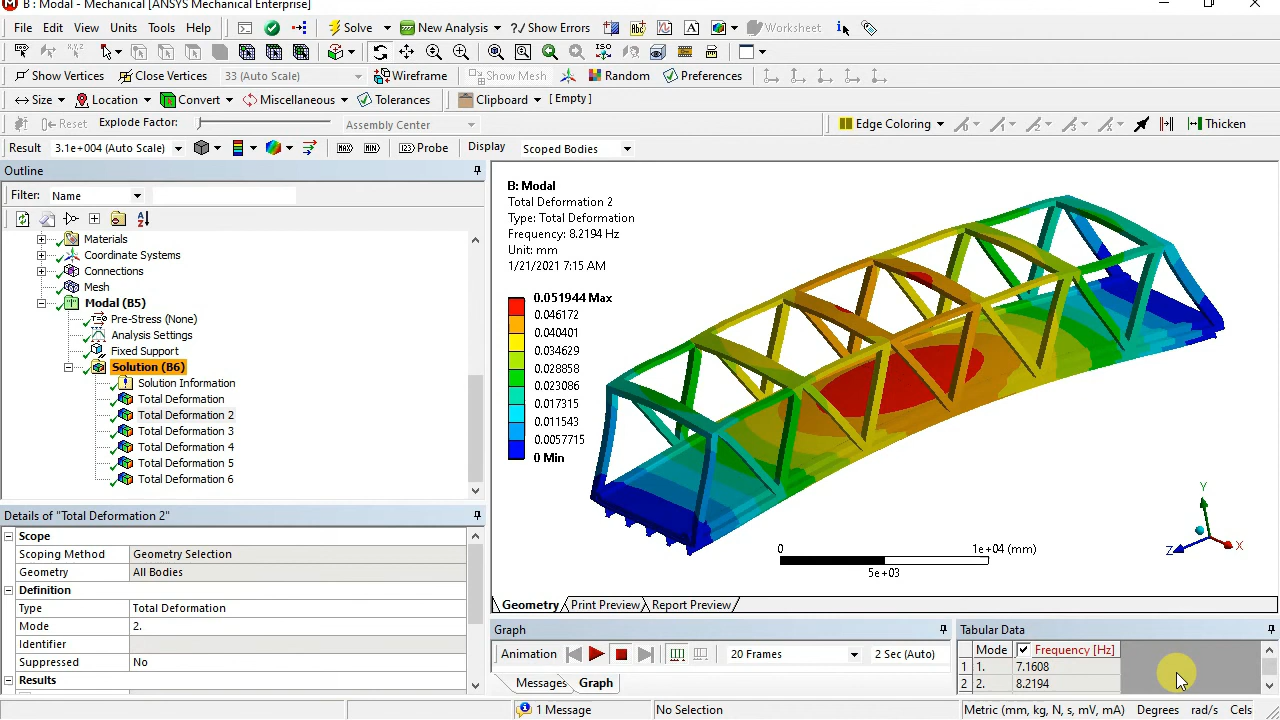 B : Modal - Mechanical [ANSYS Mechanical Enterprise]
File Edit View Units Tools Help Solve New Analysis Show Errors A Worksheet
Show Vertices Close Vertices 33 (Auto Scale) Wireframe Show Mesh Random Preferences
Size Location Convert Miscellaneous Tolerances Clipboard [ Empty ]
Reset Explode Factor: Assembly Center Edge Coloring Thicken
Result 3.1e+004 (Auto Scale) MAX MIN Probe Display Scoped Bodies
Outline
Filter: Name
Materials
Coordinate Systems
Connections
Mesh
Modal (B5)
Pre-Stress (None)
Analysis Settings
Fixed Support
Solution (B6)
Solution Information
Total Deformation
Total Deformation 2
Total Deformation 3
Total Deformation 4
Total Deformation 5
Total Deformation 6
Details of "Total Deformation 2"
Scope
Scoping Method Geometry Selection
Geometry All Bodies
Definition
Type Total Deformation
Mode 2.
Identifier
Suppressed No
Results
B: Modal
Total Deformation 2
Type: Total Deformation
Frequency: 8.2194 Hz
Unit: mm
1/21/2021 7:15 AM
0.051944 Max
0.046172
0.040401
0.034629
0.028858
0.023086
0.017315
0.011543
0.0057715
0 Min
0 1e+04 (mm)
5e+03
Y
Z X
Geometry Print Preview Report Preview
Graph
Animation 20 Frames 2 Sec (Auto)
Messages Graph
Tabular Data
Mode Frequency [Hz]
1 1. 7.1608
2 2. 8.2194
1 Message No Selection Metric (mm, kg, N, s, mV, mA) Degrees rad/s Cels